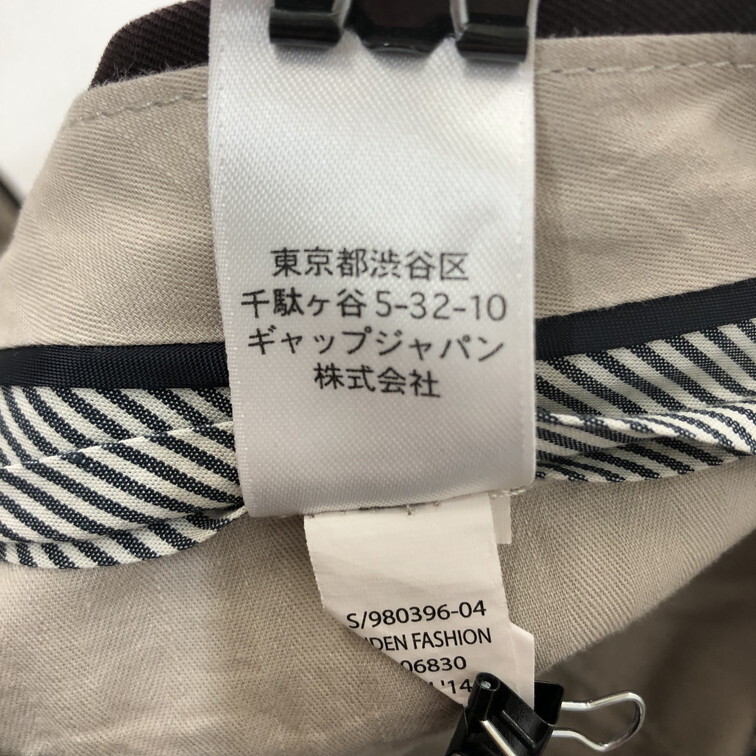 東京都渋谷区
千駄ヶ谷5-32-10
ギャップジャパン
株式会社
S/980396-04
FASHION
06830
'14